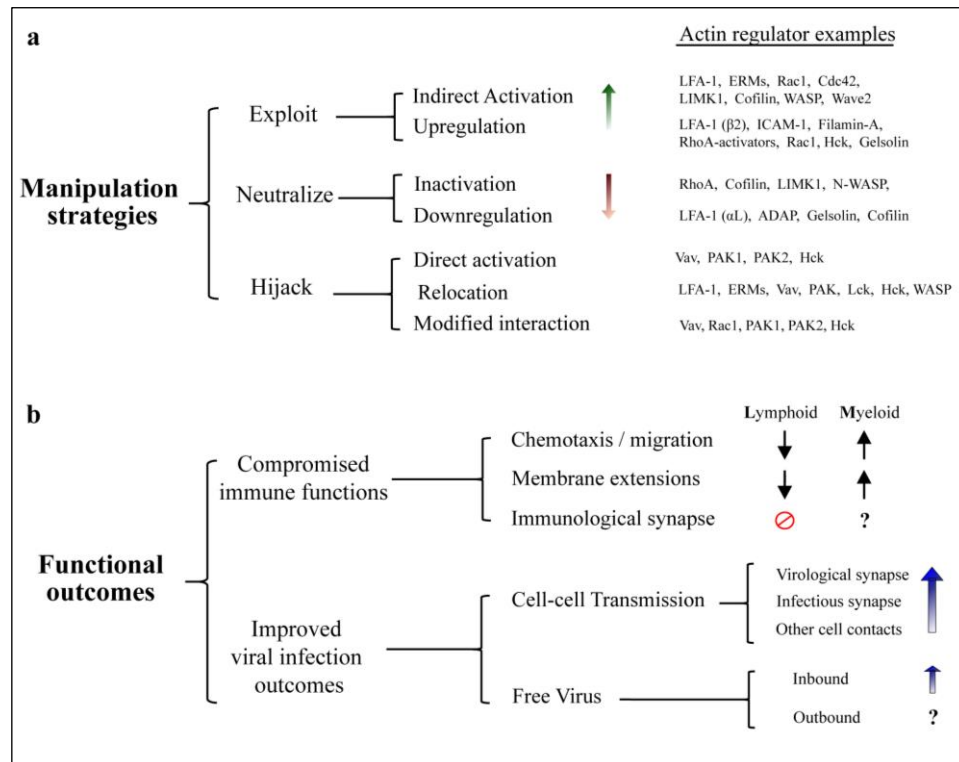 a
Actin regulator examples
Manipulation
strategies
Exploit
Indirect Activation
LFA-1, ERMs, Rac1, Cdc42,
LIMK1, Cofilin, WASP, Wave2
Upregulation
LFA-1 (β2), ICAM-1, Filamin-A,
RhoA-activators, Rac1, Hck, Gelsolin
Neutralize
Inactivation
RhoA, Cofilin, LIMK1, N-WASP,
Downregulation
LFA-1 (αL), ADAP, Gelsolin, Cofilin
Hijack
Direct activation
Vav, PAK1, PAK2, Hck
Relocation
LFA-1, ERMs, Vav, PAK, Lck, Hck, WASP
Modified interaction
Vav, Rac1, PAK1, PAK2, Hck
b
Lymphoid Myeloid
Functional
outcomes
Compromised
immune functions
Chemotaxis / migration
Membrane extensions
Immunological synapse
?
Improved
viral infection
outcomes
Cell-cell Transmission
Virological synapse
Infectious synapse
Other cell contacts
Free Virus
Inbound
Outbound ?